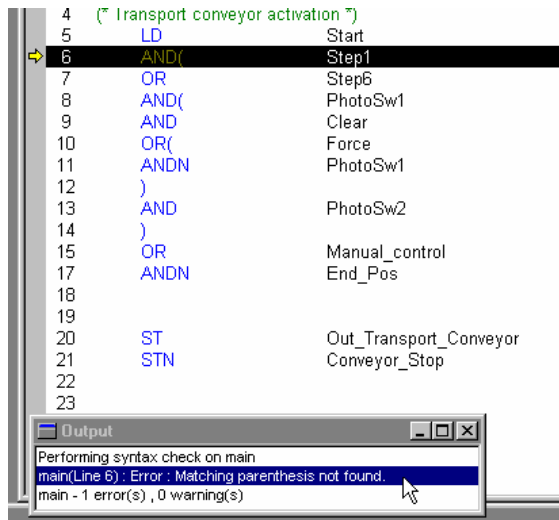 4 (* Transport conveyor activation *)
5 LD Start
6 AND( Step1
7 OR Step6
8 AND( PhotoSw1
9 AND Clear
10 OR( Force
11 ANDN PhotoSw1
12 )
13 AND PhotoSw2
14 )
15 OR Manual_control
17 ANDN End_Pos
18
19
20 ST Out_Transport_Conveyor
21 STN Conveyor_Stop
22
23
Output
Performing syntax check on main
main(Line 6) : Error : Matching parenthesis not found.
main - 1 error(s) , 0 warning(s)